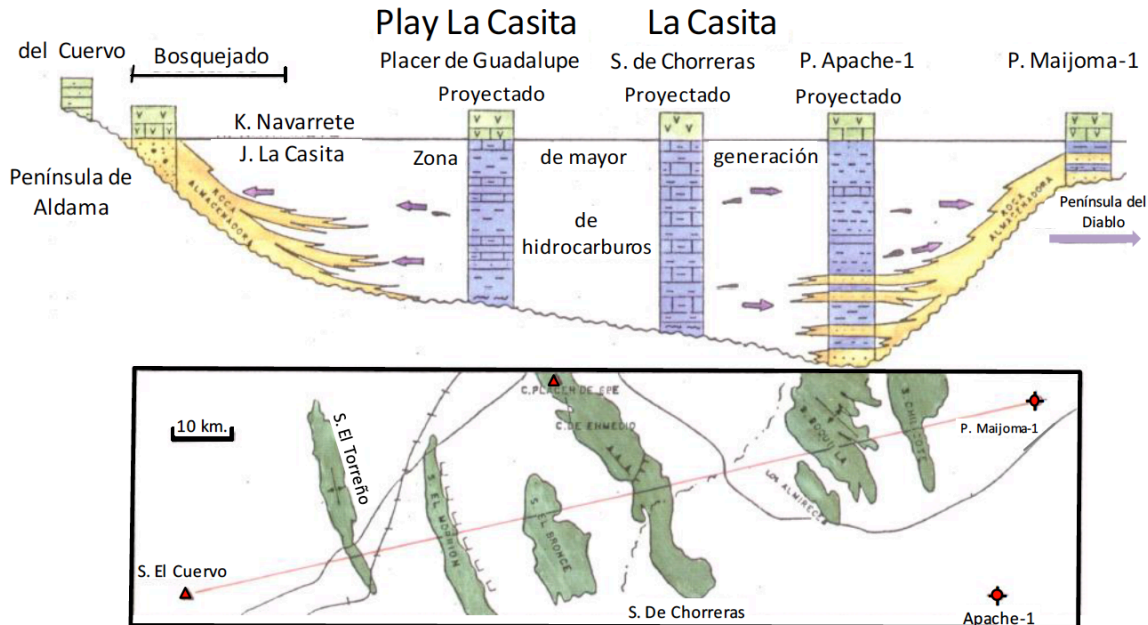 Play La Casita La Casita
del Cuervo Bosquejado Placer de Guadalupe S. de Chorreras P. Apache-1 P. Maijoma-1
Proyectado Proyectado Proyectado
K. Navarrete
J. La Casita Zona de mayor generación
Península de Aldama
ROCA ALMACENADORA
de hidrocarburos
ROCA ALMACENADORA
Península del Diablo
10 km.
S. El Torreño
S. EL MORRION
S. EL BRONCE
C. PLACER DE GPE
C. DE ENMEDIO
S. BOQUILLA
S. CHILICOTE
LOS ALMIRECES
P. Maijoma-1
S. El Cuervo
S. De Chorreras
Apache-1